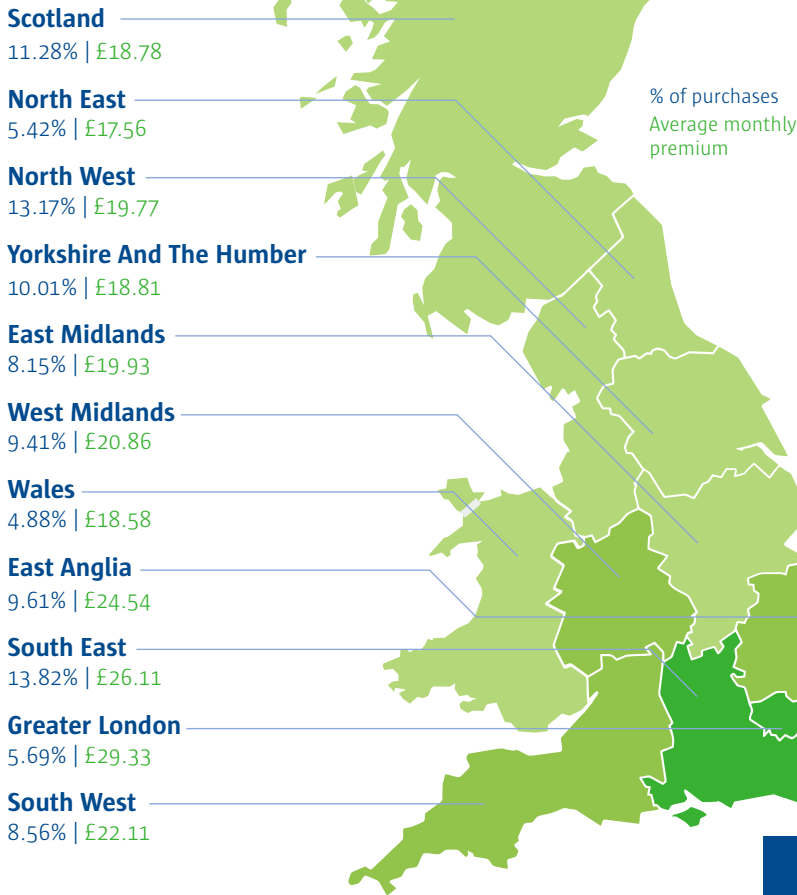 Scotland
11.28% | £18.78
North East
5.42% | £17.56
North West
13.17% | £19.77
Yorkshire And The Humber
10.01% | £18.81
East Midlands
8.15% | £19.93
West Midlands
9.41% | £20.86
Wales
4.88% | £18.58
East Anglia
9.61% | £24.54
South East
13.82% | £26.11
Greater London
5.69% | £29.33
South West
8.56% | £22.11
% of purchases
Average monthly
premium